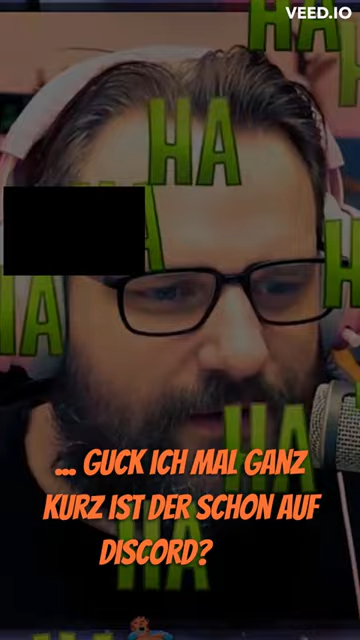 VEED.IO
HA
HA
HA
A
HA
... GUCK ICH MAL GANZ
KURZ IST DER SCHON AUF
DISCORD?
HA
HA